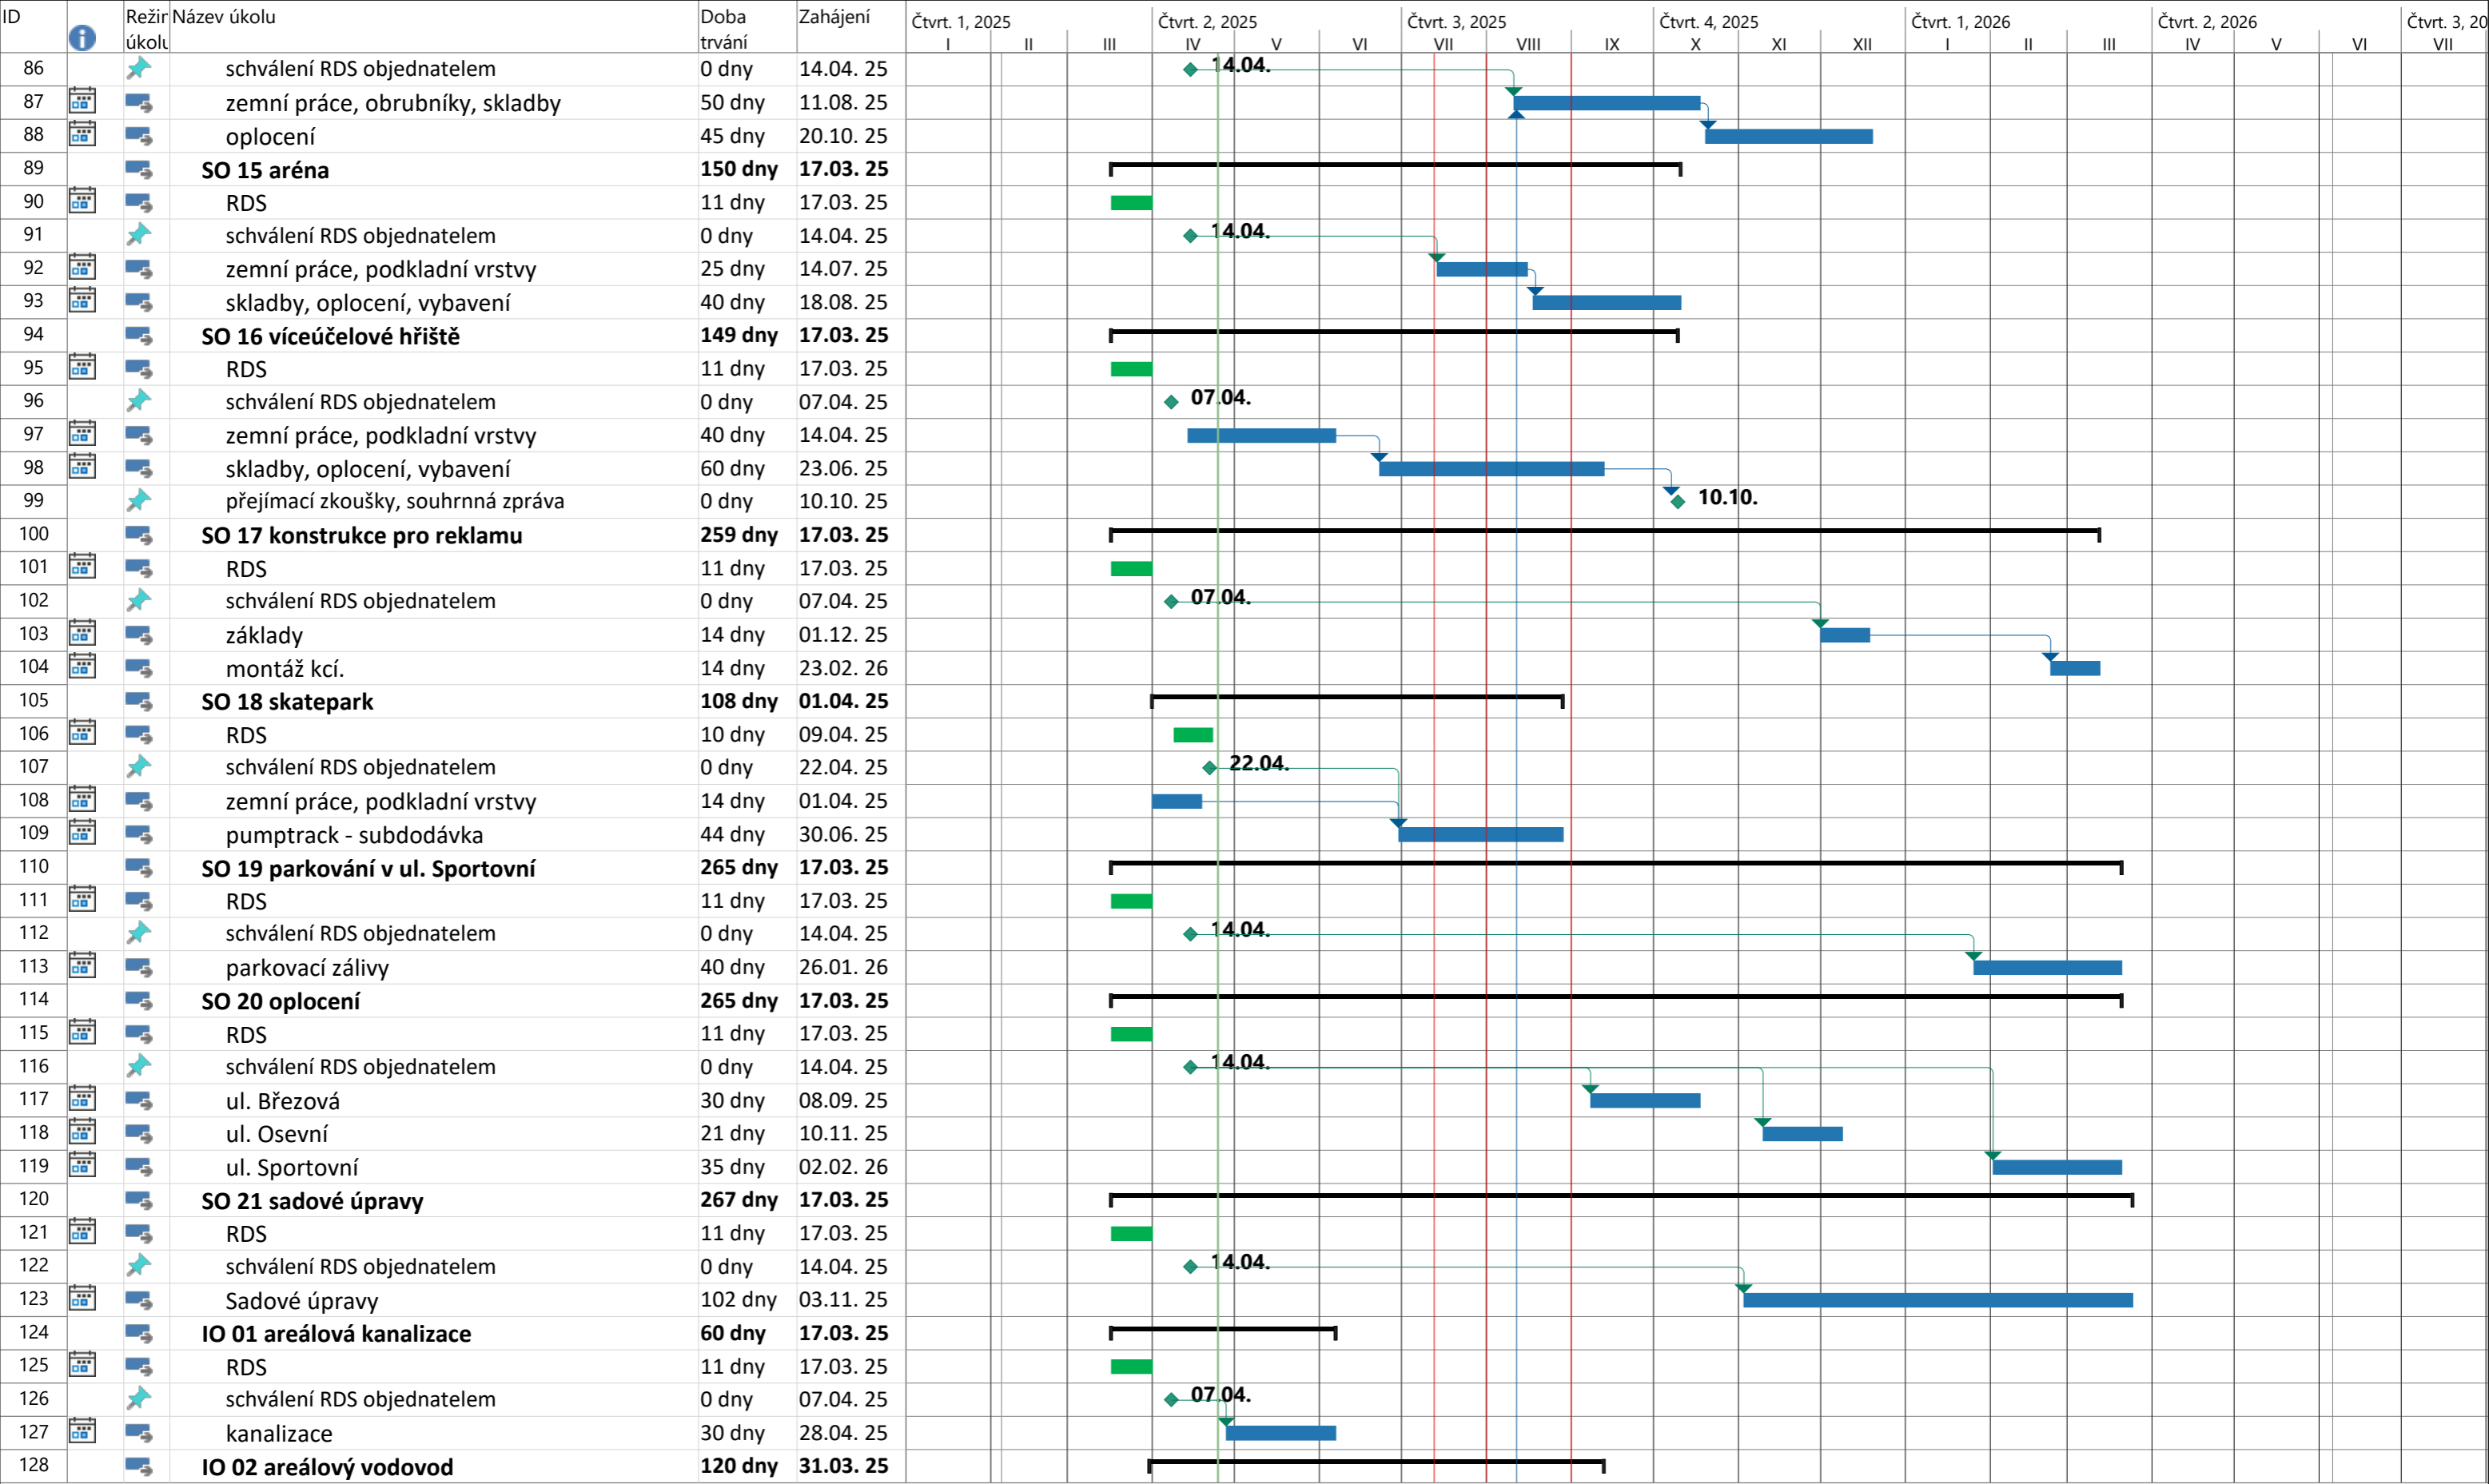 ID Režim Název úkolu Doba Zahájení Čtvrt. 1, 2025 Čtvrt. 2, 2025 Čtvrt. 3, 2025 Čtvrt. 4, 2025 Čtvrt. 1, 2026 Čtvrt. 2, 2026 Čtvrt. 3, 20
úkolu trvání I II III IV V VI VII VIII IX X XI XII I II III IV V VI VII
86 schválení RDS objednatelem 0 dny 14.04. 25 14.04.
87 zemní práce, obrubníky, skladby 50 dny 11.08. 25
88 oplocení 45 dny 20.10. 25
89 SO 15 aréna 150 dny 17.03. 25
90 RDS 11 dny 17.03. 25
91 schválení RDS objednatelem 0 dny 14.04. 25 14.04.
92 zemní práce, podkladní vrstvy 25 dny 14.07. 25
93 skladby, oplocení, vybavení 40 dny 18.08. 25
94 SO 16 víceúčelové hřiště 149 dny 17.03. 25
95 RDS 11 dny 17.03. 25
96 schválení RDS objednatelem 0 dny 07.04. 25 07.04.
97 zemní práce, podkladní vrstvy 40 dny 14.04. 25
98 skladby, oplocení, vybavení 60 dny 23.06. 25
99 přejímací zkoušky, souhrnná zpráva 0 dny 10.10. 25 10.10.
100 SO 17 konstrukce pro reklamu 259 dny 17.03. 25
101 RDS 11 dny 17.03. 25
102 schválení RDS objednatelem 0 dny 07.04. 25 07.04.
103 základy 14 dny 01.12. 25
104 montáž kcí. 14 dny 23.02. 26
105 SO 18 skatepark 108 dny 01.04. 25
106 RDS 10 dny 09.04. 25
107 schválení RDS objednatelem 0 dny 22.04. 25 22.04.
108 zemní práce, podkladní vrstvy 14 dny 01.04. 25
109 pumptrack - subdodávka 44 dny 30.06. 25
110 SO 19 parkování v ul. Sportovní 265 dny 17.03. 25
111 RDS 11 dny 17.03. 25
112 schválení RDS objednatelem 0 dny 14.04. 25 14.04.
113 parkovací zálivy 40 dny 26.01. 26
114 SO 20 oplocení 265 dny 17.03. 25
115 RDS 11 dny 17.03. 25
116 schválení RDS objednatelem 0 dny 14.04. 25 14.04.
117 ul. Březová 30 dny 08.09. 25
118 ul. Osevní 21 dny 10.11. 25
119 ul. Sportovní 35 dny 02.02. 26
120 SO 21 sadové úpravy 267 dny 17.03. 25
121 RDS 11 dny 17.03. 25
122 schválení RDS objednatelem 0 dny 14.04. 25 14.04.
123 Sadové úpravy 102 dny 03.11. 25
124 IO 01 areálová kanalizace 60 dny 17.03. 25
125 RDS 11 dny 17.03. 25
126 schválení RDS objednatelem 0 dny 07.04. 25 07.04.
127 kanalizace 30 dny 28.04. 25
128 IO 02 areálový vodovod 120 dny 31.03. 25